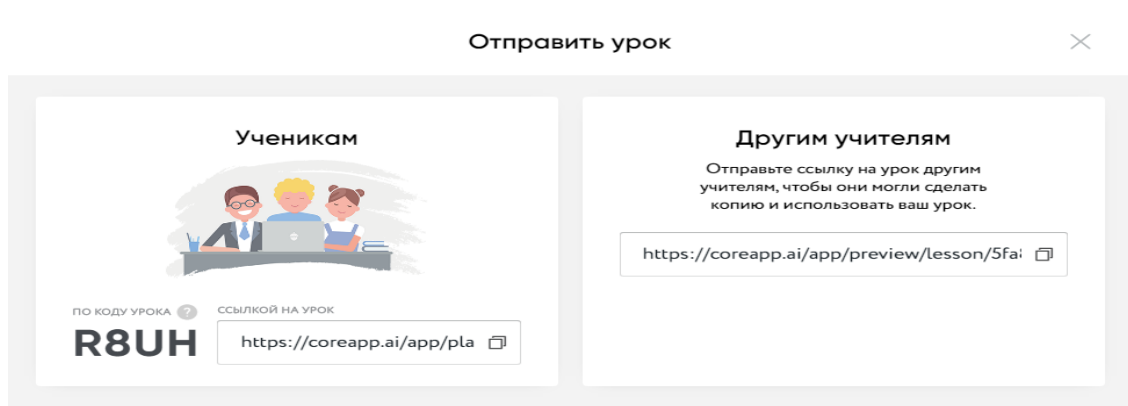 Отправить урок
Ученикам
ПО КОДУ УРОКА ?
R8UH
ССЫЛКОЙ НА УРОК
https://coreapp.ai/app/pla
Другим учителям
Отправьте ссылку на урок другим
учителям, чтобы они могли сделать
копию и использовать ваш урок.
https://coreapp.ai/app/preview/lesson/5fa